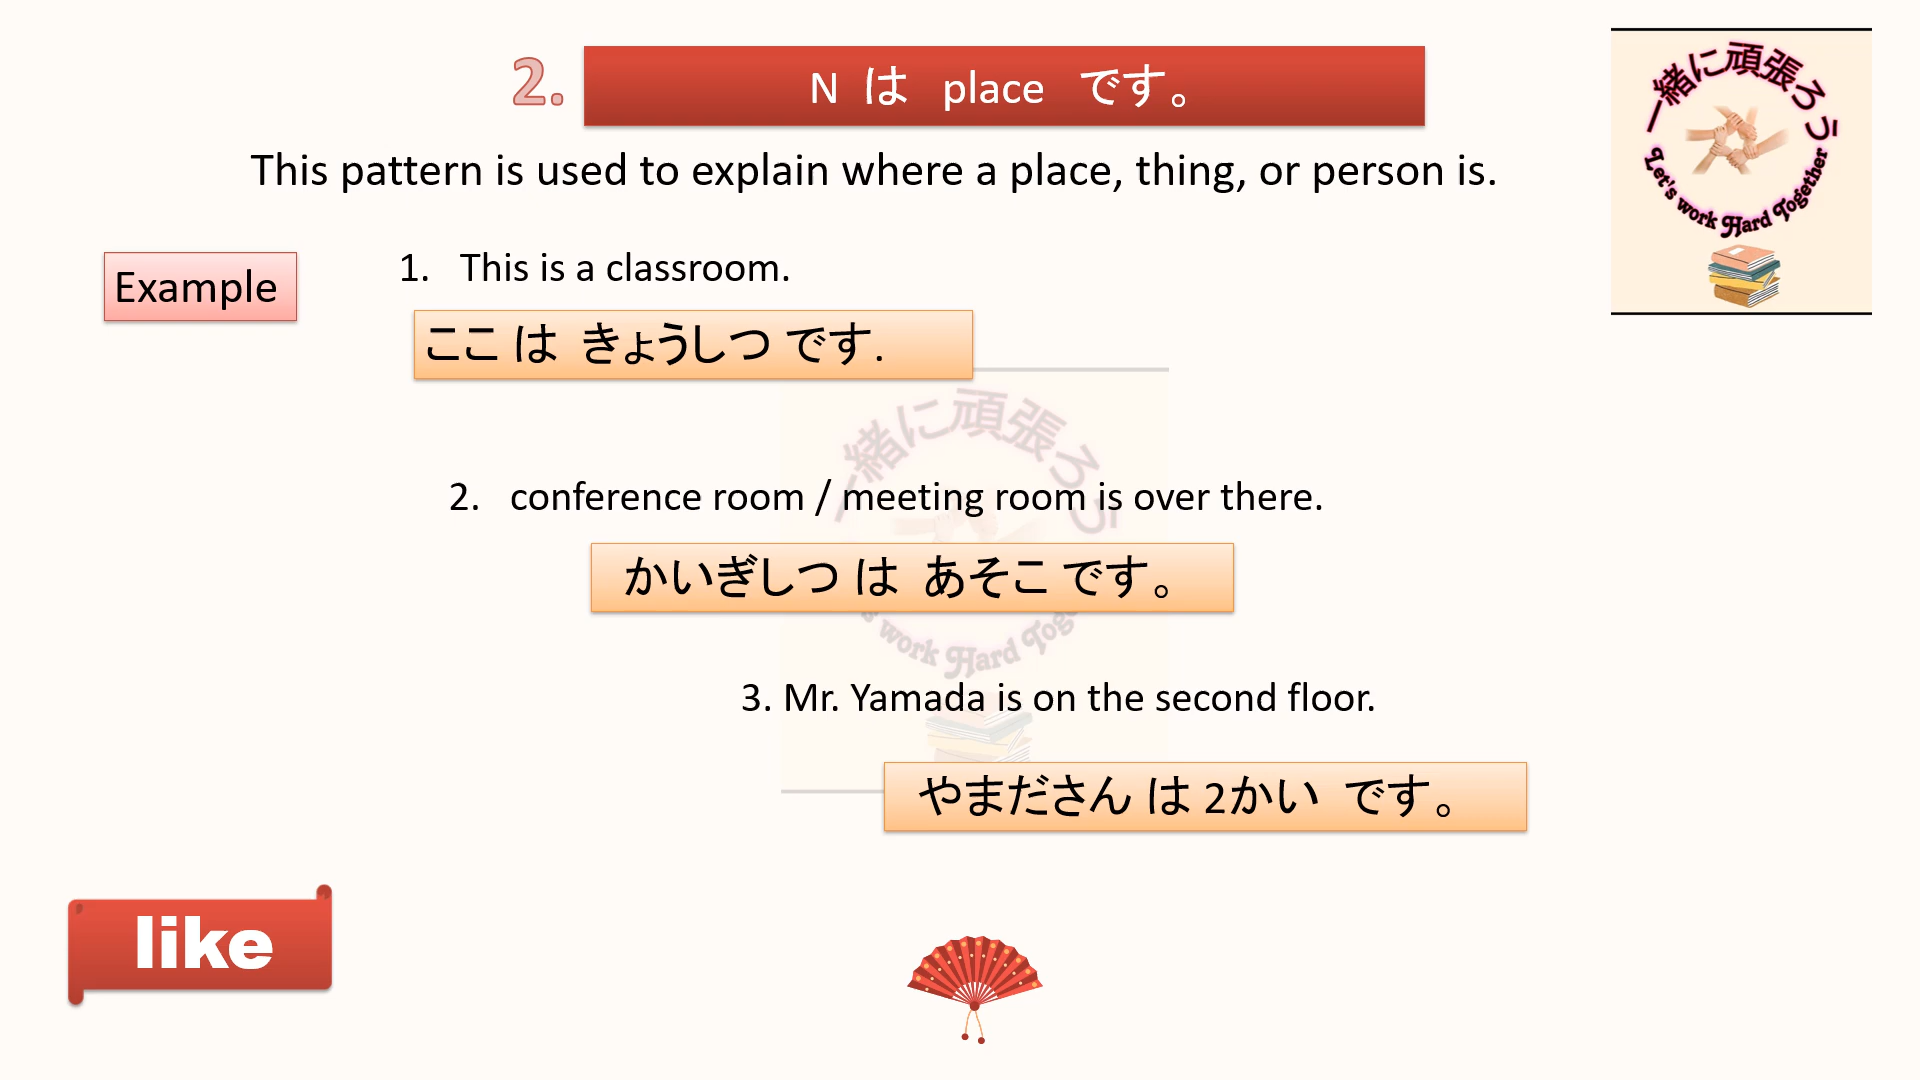 2.
N は place です。
一緒に頑張ろう
Let's work Hard Together
This pattern is used to explain where a place, thing, or person is.
Example
1. This is a classroom.
ここ は きょうしつ です.
2. conference room / meeting room is over there.
かいぎしつ は あそこ です。
3. Mr. Yamada is on the second floor.
やまださん は 2かい です。
like